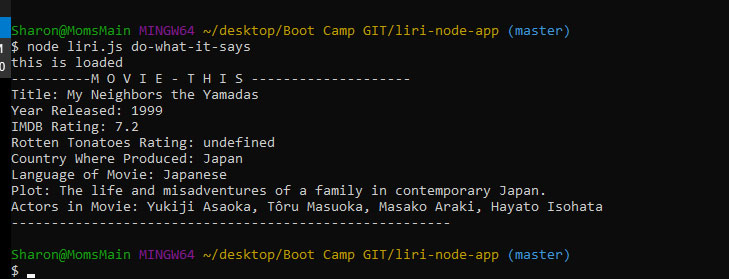 Sharon@MomsMain MINGW64 ~/desktop/Boot Camp GIT/liri-node-app (master)
$ node liri.js do-what-it-says
this is loaded
----------M O V I E - T H I S --------------------
Title: My Neighbors the Yamadas
Year Released: 1999
IMDB Rating: 7.2
Rotten Tonatoes Rating: undefined
Country Where Produced: Japan
Language of Movie: Japanese
Plot: The life and misadventures of a family in contemporary Japan.
Actors in Movie: Yukiji Asaoka, Tôru Masuoka, Masako Araki, Hayato Isohata
-------------------------------------------------------
Sharon@MomsMain MINGW64 ~/desktop/Boot Camp GIT/liri-node-app (master)
$